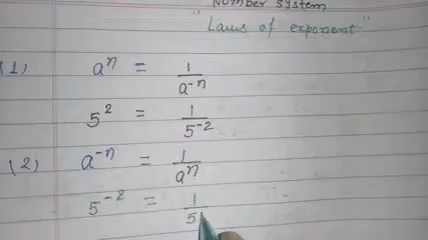 Number System
"Laws of exponent"
(1) aⁿ = 1/a⁻ⁿ
5² = 1/5⁻²
(2) a⁻ⁿ = 1/aⁿ
5⁻² = 1/5